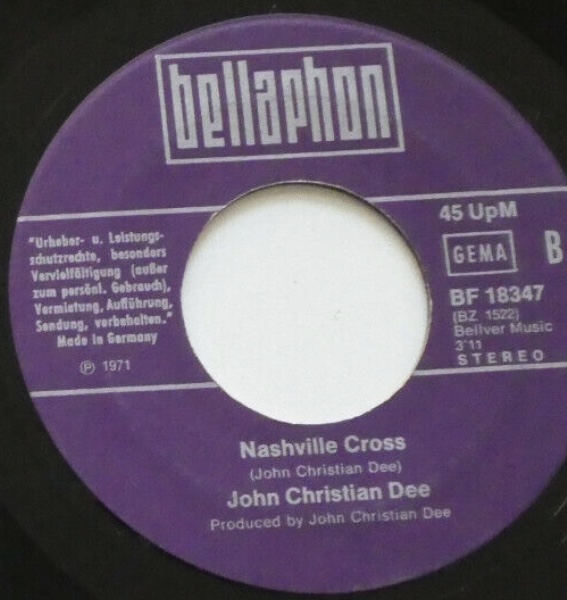 bellaphon
"Urheber- u. Leistungs-
schutzrechte, besonders
Vervielfältigung (außer
zum persönl. Gebrauch),
Vermietung, Aufführung,
Sendung, vorbehalten."
Made in Germany
Ⓟ 1971
45 UpM
GEMA
B
BF 18347
(BZ 1522)
Bellver Music
3'11
STEREO
Nashville Cross
(John Christian Dee)
John Christian Dee
Produced by John Christian Dee